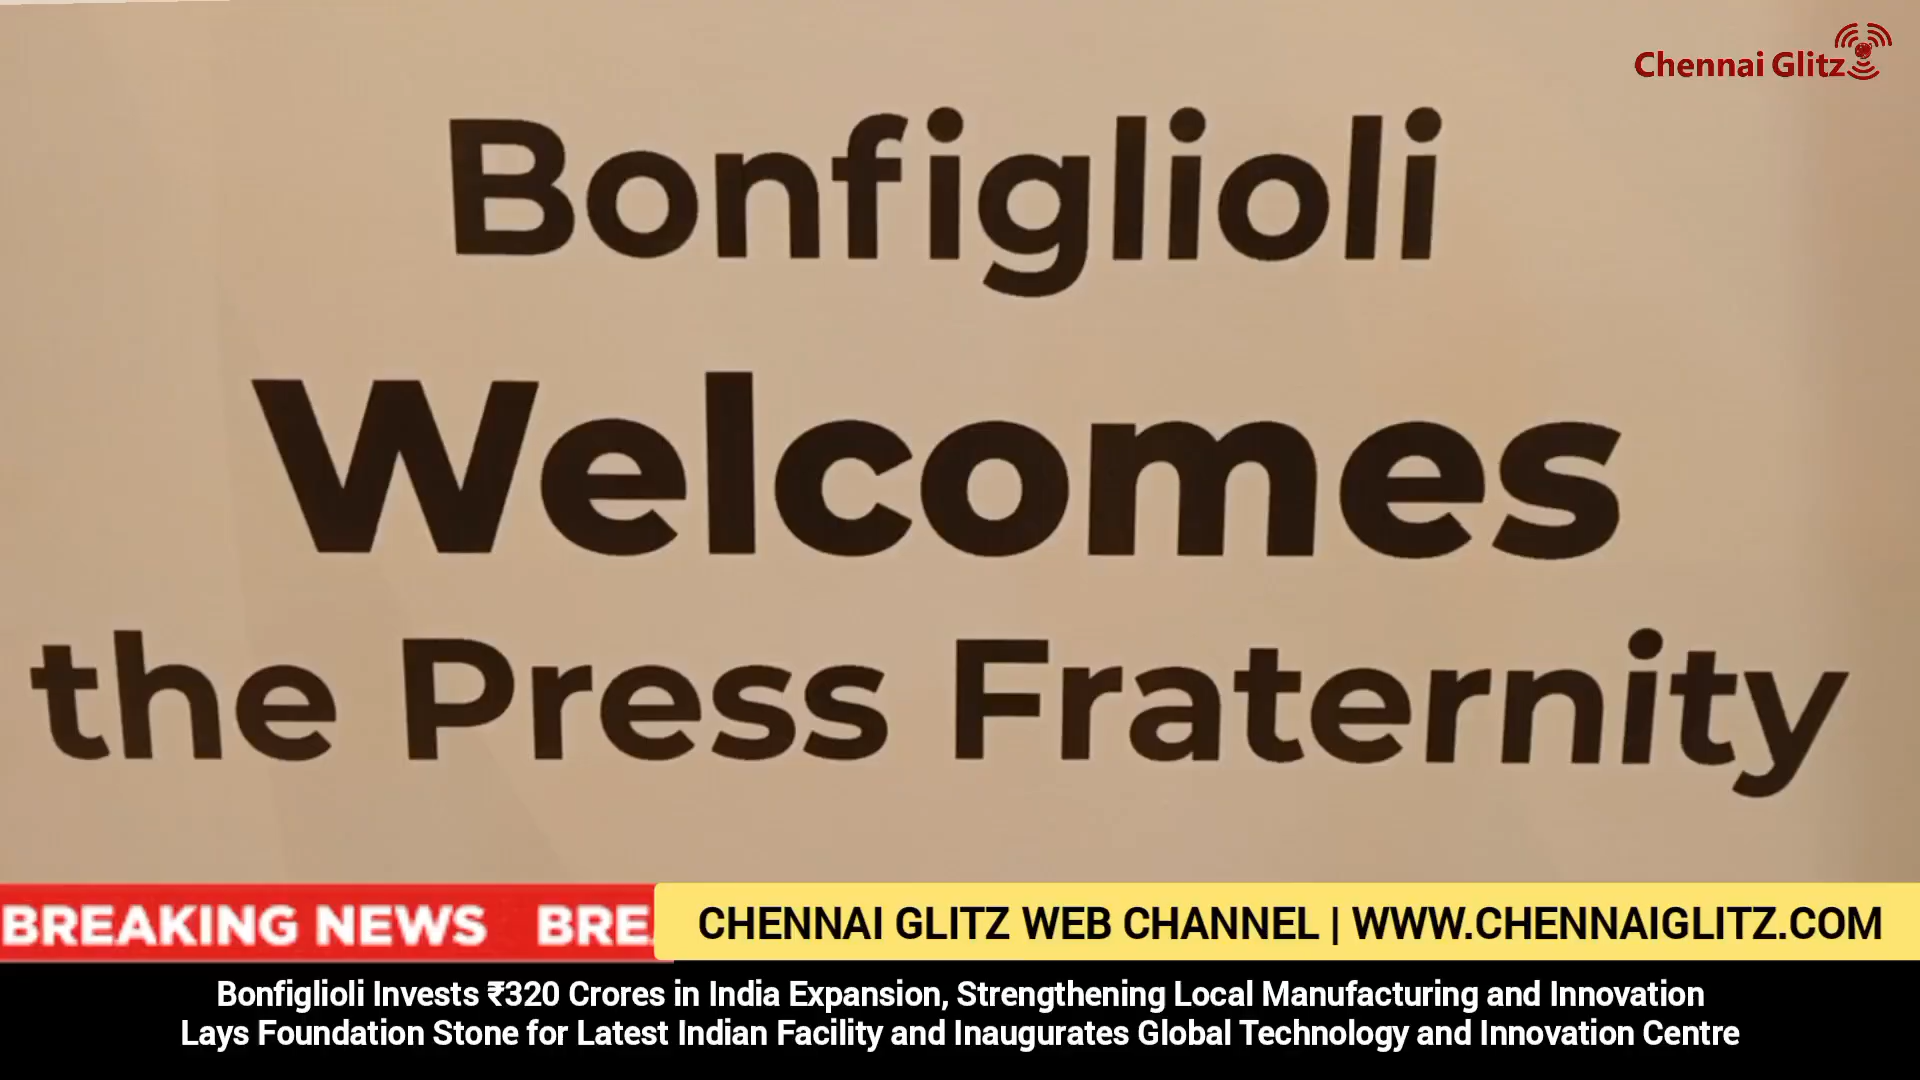 Chennai Glitz
Bonfiglioli
Welcomes
the Press Fraternity
BREAKING NEWS BREA
CHENNAI GLITZ WEB CHANNEL | WWW.CHENNAIGLITZ.COM
Bonfiglioli Invests ₹320 Crores in India Expansion, Strengthening Local Manufacturing and Innovation
Lays Foundation Stone for Latest Indian Facility and Inaugurates Global Technology and Innovation Centre